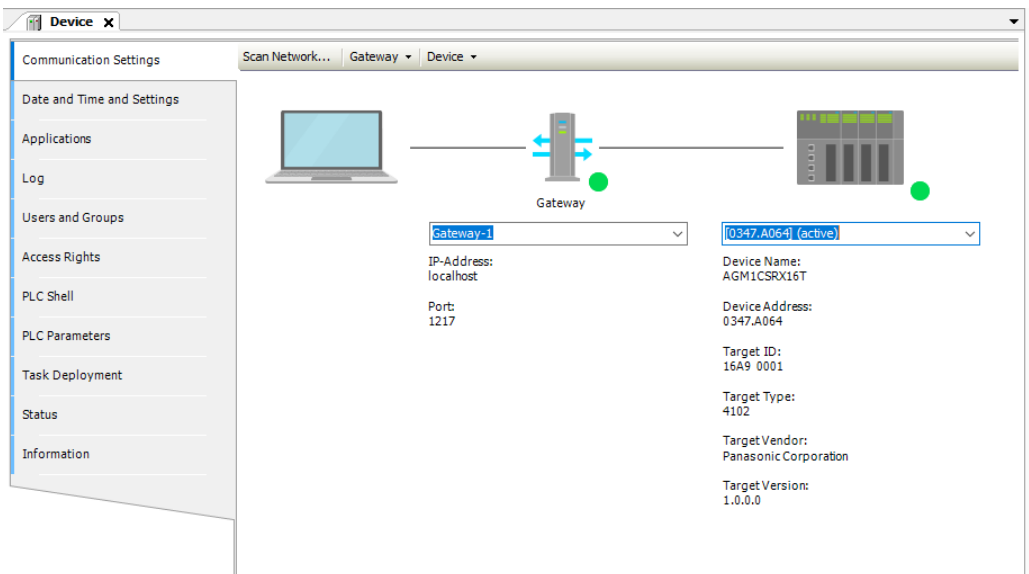 Device
Communication Settings
Date and Time and Settings
Applications
Log
Users and Groups
Access Rights
PLC Shell
PLC Parameters
Task Deployment
Status
Information
Scan Network... Gateway Device
Gateway
Gateway-1
IP-Address:
localhost
Port:
1217
[0347.A064] (active)
Device Name:
AGM1CSRX16T
Device Address:
0347.A064
Target ID:
16A9 0001
Target Type:
4102
Target Vendor:
Panasonic Corporation
Target Version:
1.0.0.0